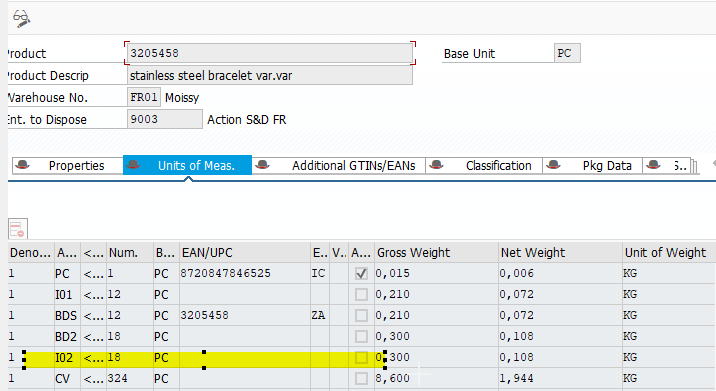 Product 3205458 Base Unit PC
Product Descrip stainless steel bracelet var.var
Warehouse No. FR01 Moissy
Ent. to Dispose 9003 Action S&D FR
Properties Units of Meas. Additional GTINs/EANs Classification Pkg Data S..
Deno... A... <... Num. B... EAN/UPC E.. V.. A... Gross Weight Net Weight Unit of Weight
1 PC <... 1 PC 8720847846525 IC 0,015 0,006 KG
1 I01 <... 12 PC 0,210 0,072 KG
1 BDS <... 12 PC 3205458 ZA 0,210 0,072 KG
1 BD2 <... 18 PC 0,300 0,108 KG
1 I02 <... 18 PC 0,300 0,108 KG
1 CV <... 324 PC 8,600 1,944 KG